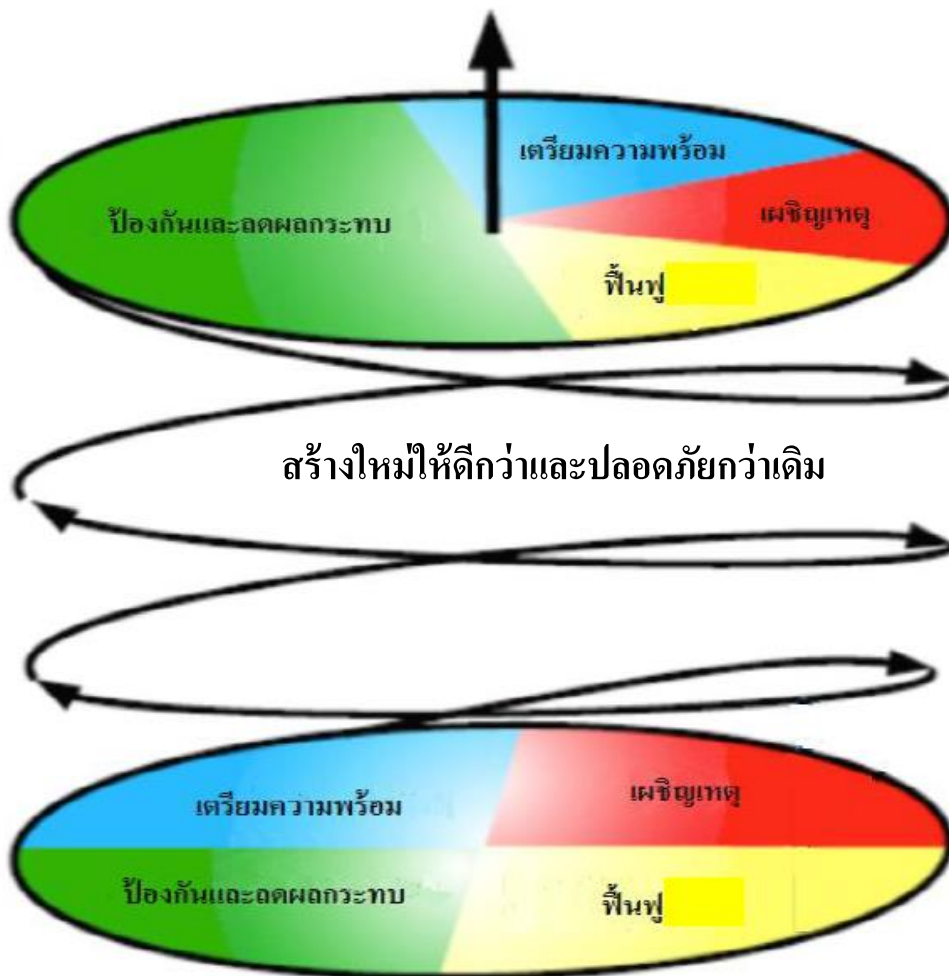 เตรียมความพร้อม
ป้องกันและลดผลกระทบ
เผชิญเหตุ
ฟื้นฟู
สร้างใหม่ให้ดีกว่าและปลอดภัยกว่าเดิม
เตรียมความพร้อม
เผชิญเหตุ
ป้องกันและลดผลกระทบ
ฟื้นฟู